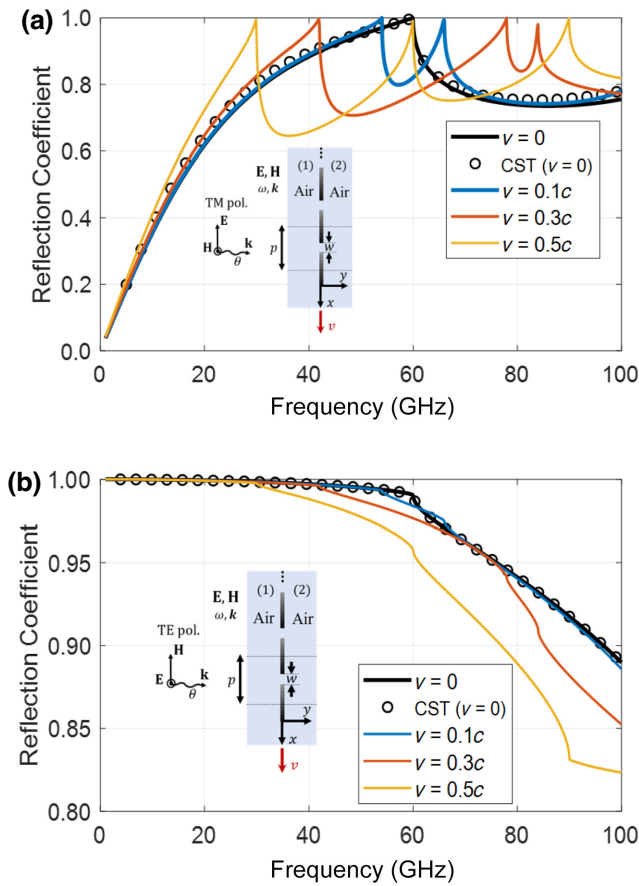 (a)
Reflection Coefficient
1.0
0.8
0.6
0.4
0.2
0.0
0 20 40 60 80 100
Frequency (GHz)
TM pol.
E
H
k
θ
E, H
ω, k
(1) (2)
Air Air
p
w
y
x
v
v = 0
CST (v = 0)
v = 0.1c
v = 0.3c
v = 0.5c
(b)
Reflection Coefficient
1.00
0.95
0.90
0.85
0.80
0 20 40 60 80 100
Frequency (GHz)
TE pol.
H
E
k
θ
E, H
ω, k
(1) (2)
Air Air
p
w
y
x
v
v = 0
CST (v = 0)
v = 0.1c
v = 0.3c
v = 0.5c